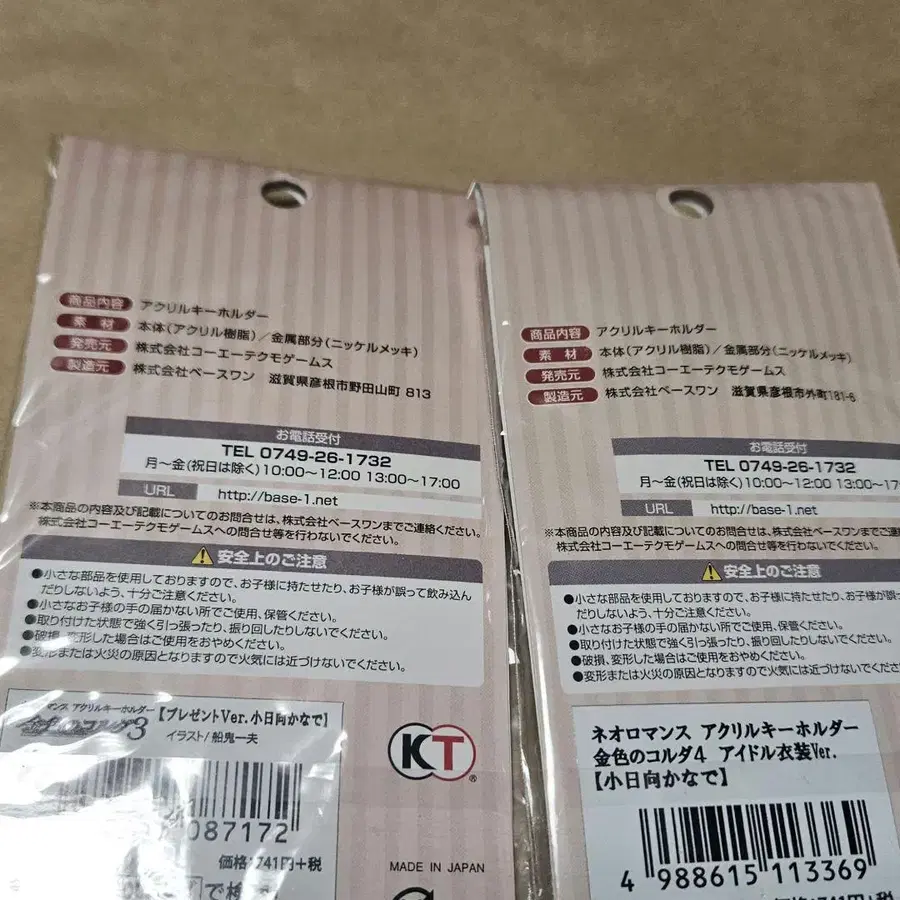 商品内容 アクリルキーホルダー
素材 本体(アクリル樹脂)/金属部分(ニッケルメッキ)
発売元 株式会社コーエーテクモゲームス
製造元 株式会社ベースワン 滋賀県彦根市野田山町 813
お電話受付
TEL 0749-26-1732
月〜金(祝日は除く)10:00〜12:00 13:00〜17:00
URL http://base-1.net
※本商品の内容及び記載についてのお問合せは、株式会社ベースワンまでご連絡ください。
株式会社コーエーテクモゲームスへの問合せ等を行わないでください。
安全上のご注意
●小さな部品を使用しておりますので、お子様に持たせたり、お子様が誤って飲み込ん
だりしないよう、十分ご注意ください。
●小さなお子様の手の届かない所でご使用、保管ください。
●取り付けた状態で強く引っ張ったり、振り回したりしないでください。
●破損、変形した場合はご使用をおやめください。
●変形または火災の原因となりますので火気には近づけないでください。
マンス アクリルキーホルダー
金色のコルダ3 【プレゼントVer.小日向かなで】
イラスト/船鬼一夫
087172
価格:741円+税
で検
KT
®
MADE IN JAPAN
商品内容 アクリルキーホルダー
素材 本体(アクリル樹脂)/金属部分(ニッケルメッキ)
発売元 株式会社コーエーテクモゲームス
製造元 株式会社ベースワン 滋賀県彦根市外町181-6
お電話受付
TEL 0749-26-1732
月〜金(祝日は除く)10:00〜12:00 13:00〜17:0
URL http://base-1.net
※本商品の内容及び記載についてのお問合せは、株式会社ベースワンまでご連
株式会社コーエーテクモゲームスへの問合せ等を行わないでください。
安全上のご注意
●小さな部品を使用しておりますので、お子様に持たせたり、お子様が誤っ
だりしないよう、十分ご注意ください。
●小さなお子様の手の届かない所でご使用、保管ください。
●取り付けた状態で強く引っ張ったり、振り回したりしないでください。
●破損、変形した場合はご使用をおやめください。
●変形または火災の原因となりますので火気には近づけないでくださ
ネオロマンス アクリルキーホルダー
金色のコルダ4 アイドル衣装Ver.
【小日向かなで】
4 988615 113369